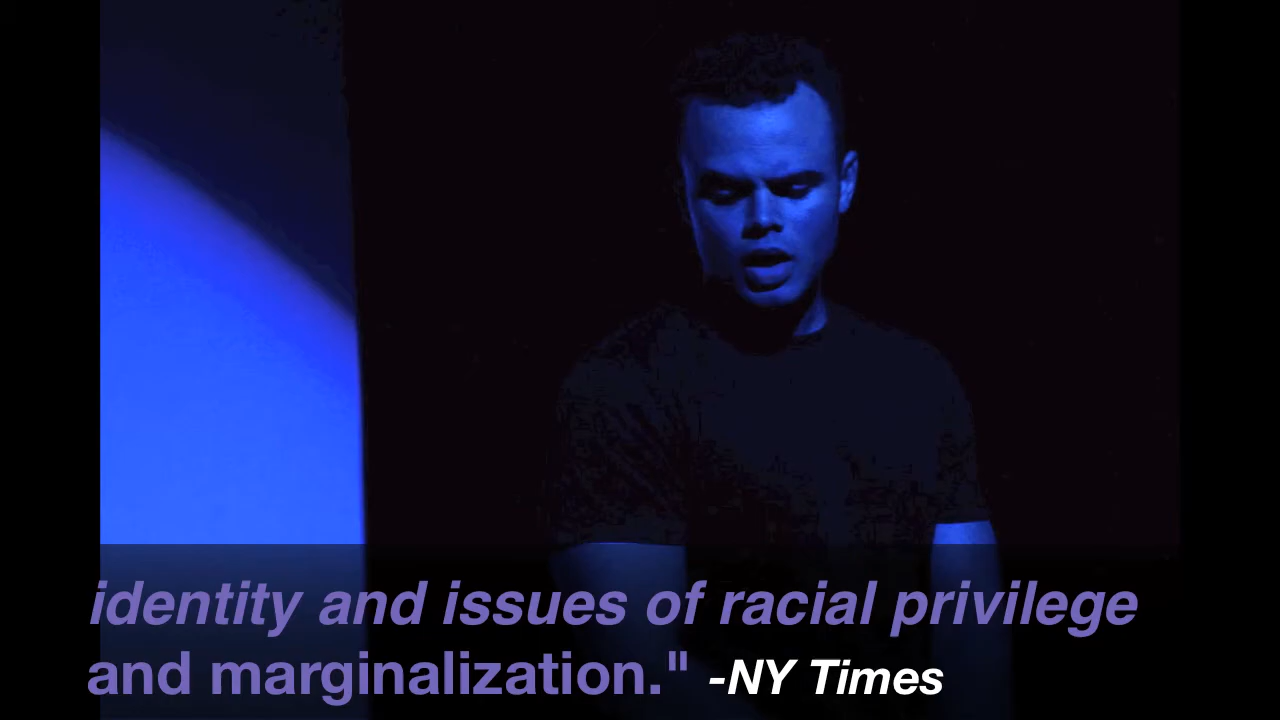 identity and issues of racial privilege
and marginalization." -NY Times